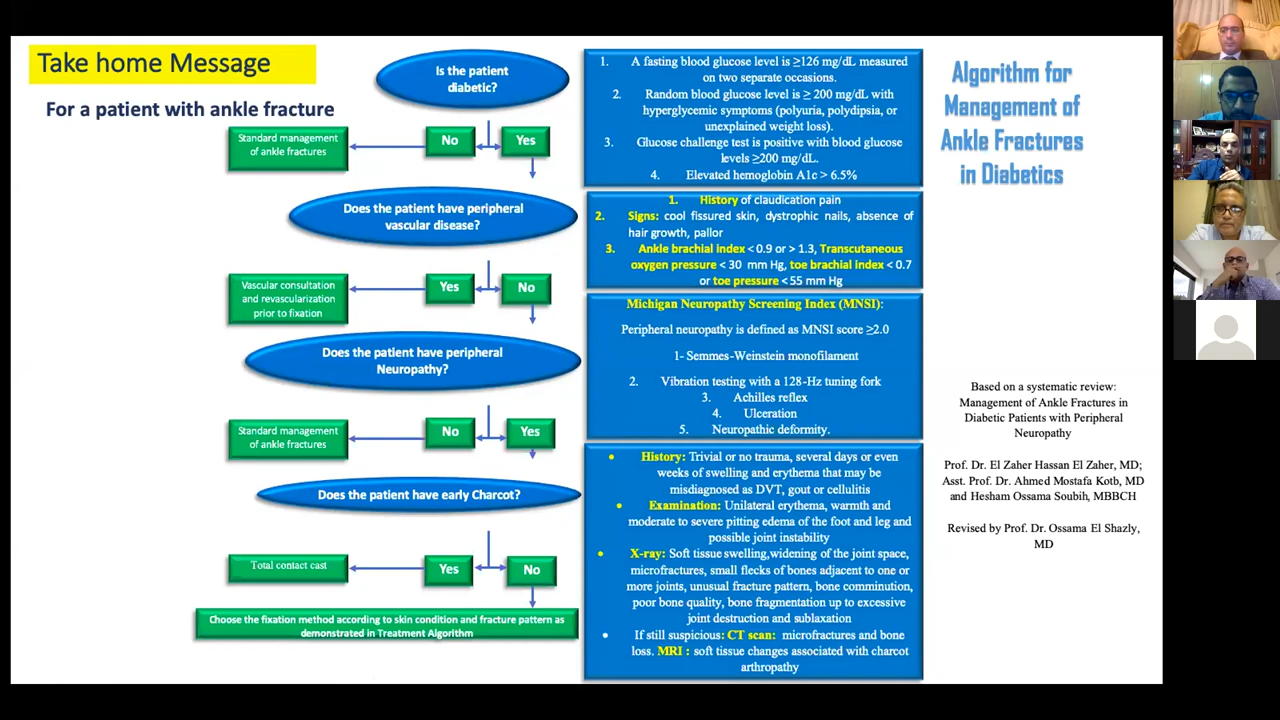 Take home Message
For a patient with ankle fracture
Is the patient
diabetic?
No
Yes
Standard management
of ankle fractures
Does the patient have peripheral
vascular disease?
Yes
No
Vascular consultation
and revascularization
prior to fixation
Does the patient have peripheral
Neuropathy?
No
Yes
Standard management
of ankle fractures
Does the patient have early Charcot?
Yes
No
Total contact cast
Choose the fixation method according to skin condition and fracture pattern as
demonstrated in Treatment Algorithm
1. A fasting blood glucose level is ≥126 mg/dL measured
on two separate occasions.
2. Random blood glucose level is ≥ 200 mg/dL with
hyperglycemic symptoms (polyuria, polydipsia, or
unexplained weight loss).
3. Glucose challenge test is positive with blood glucose
levels ≥200 mg/dL.
4. Elevated hemoglobin A1c > 6.5%
1. History of claudication pain
2. Signs: cool fissured skin, dystrophic nails, absence of
hair growth, pallor
3. Ankle brachial index < 0.9 or > 1.3, Transcutaneous
oxygen pressure < 30 mm Hg, toe brachial index < 0.7
or toe pressure < 55 mm Hg
Michigan Neuropathy Screening Index (MNSI):
Peripheral neuropathy is defined as MNSI score ≥2.0
1- Semmes-Weinstein monofilament
2. Vibration testing with a 128-Hz tuning fork
3. Achilles reflex
4. Ulceration
5. Neuropathic deformity.
• History: Trivial or no trauma, several days or even
weeks of swelling and erythema that may be
misdiagnosed as DVT, gout or cellulitis
• Examination: Unilateral erythema, warmth and
moderate to severe pitting edema of the foot and leg and
possible joint instability
• X-ray: Soft tissue swelling,widening of the joint space,
microfractures, small flecks of bones adjacent to one or
more joints, unusual fracture pattern, bone comminution,
poor bone quality, bone fragmentation up to excessive
joint destruction and sublaxation
• If still suspicious: CT scan: microfractures and bone
loss. MRI : soft tissue changes associated with charcot
arthropathy
Algorithm for
Management of
Ankle Fractures
in Diabetics
Based on a systematic review:
Management of Ankle Fractures in
Diabetic Patients with Peripheral
Neuropathy
Prof. Dr. El Zaher Hassan El Zaher, MD;
Asst. Prof. Dr. Ahmed Mostafa Kotb, MD
and Hesham Ossama Soubih, MBBCH
Revised by Prof. Dr. Ossama El Shazly,
MD